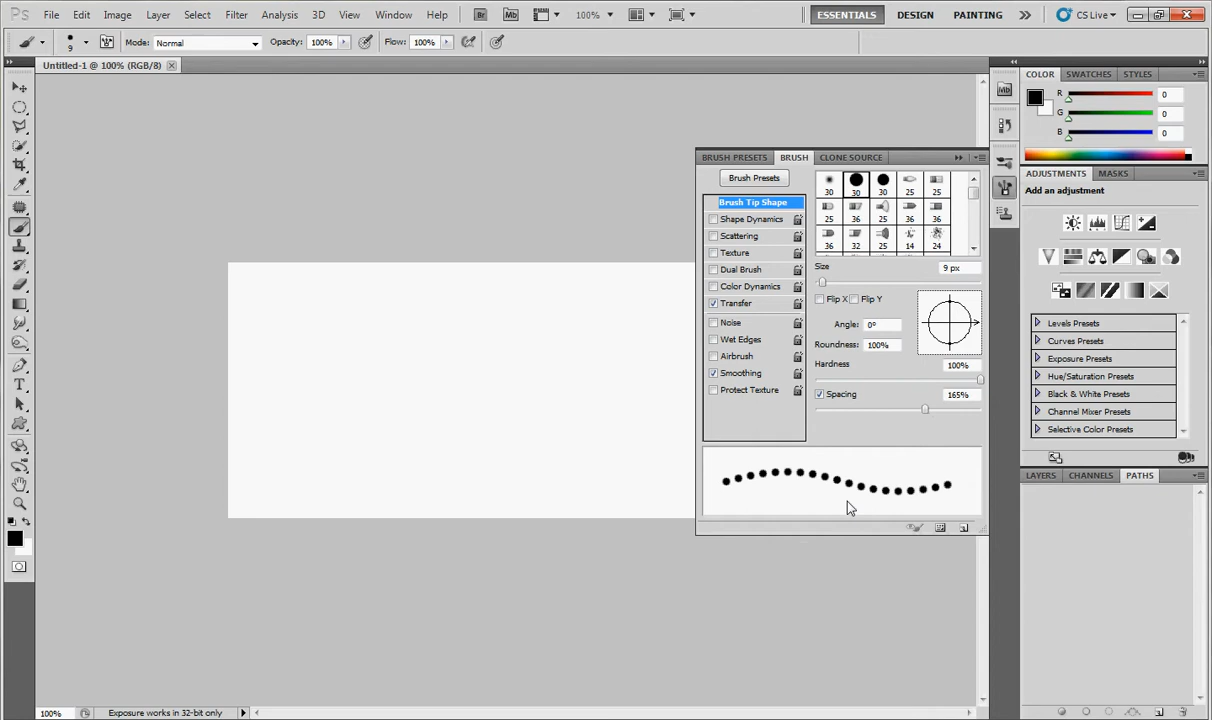 Ps File Edit Image Layer Select Filter Analysis 3D View Window Help Br Mb 100% ESSENTIALS DESIGN PAINTING CS Live
9 Mode: Normal Opacity: 100% Flow: 100%
Untitled-1 @ 100% (RGB/8)
COLOR SWATCHES STYLES
R 0
G 0
B 0
Mb
BRUSH PRESETS BRUSH CLONE SOURCE
Brush Presets
30 30 30 25 25
25 36 25 36 36
36 32 25 14 24
Brush Tip Shape
Shape Dynamics
Scattering
Texture
Dual Brush
Color Dynamics
Transfer
Noise
Wet Edges
Airbrush
Smoothing
Protect Texture
Size 9 px
Flip X Flip Y
Angle: 0°
Roundness: 100%
Hardness 100%
Spacing 165%
ADJUSTMENTS MASKS
Add an adjustment
Levels Presets
Curves Presets
Exposure Presets
Hue/Saturation Presets
Black & White Presets
Channel Mixer Presets
Selective Color Presets
LAYERS CHANNELS PATHS
T
100% Exposure works in 32-bit only